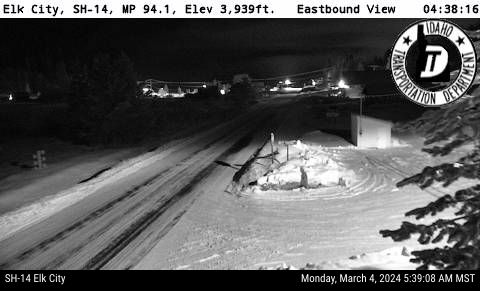 Elk City, SH-14, MP 94.1, Elev 3,939ft. Eastbound View 04:38:16
IDAHO
TRANSPORTATION DEPARTMENT
SH-14 Elk City Monday, March 4, 2024 5:39:08 AM MST